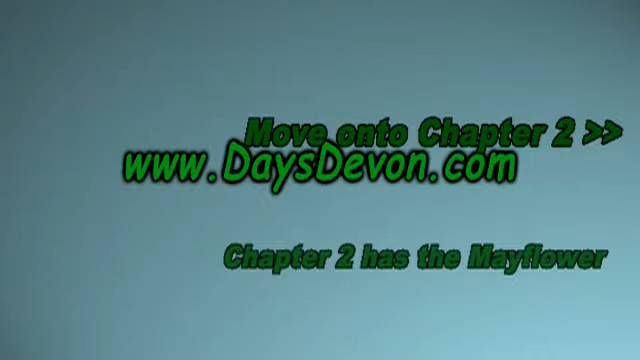 Move onto Chapter 2 >>
www.DaysDevon.com
Chapter 2 has the Mayflower